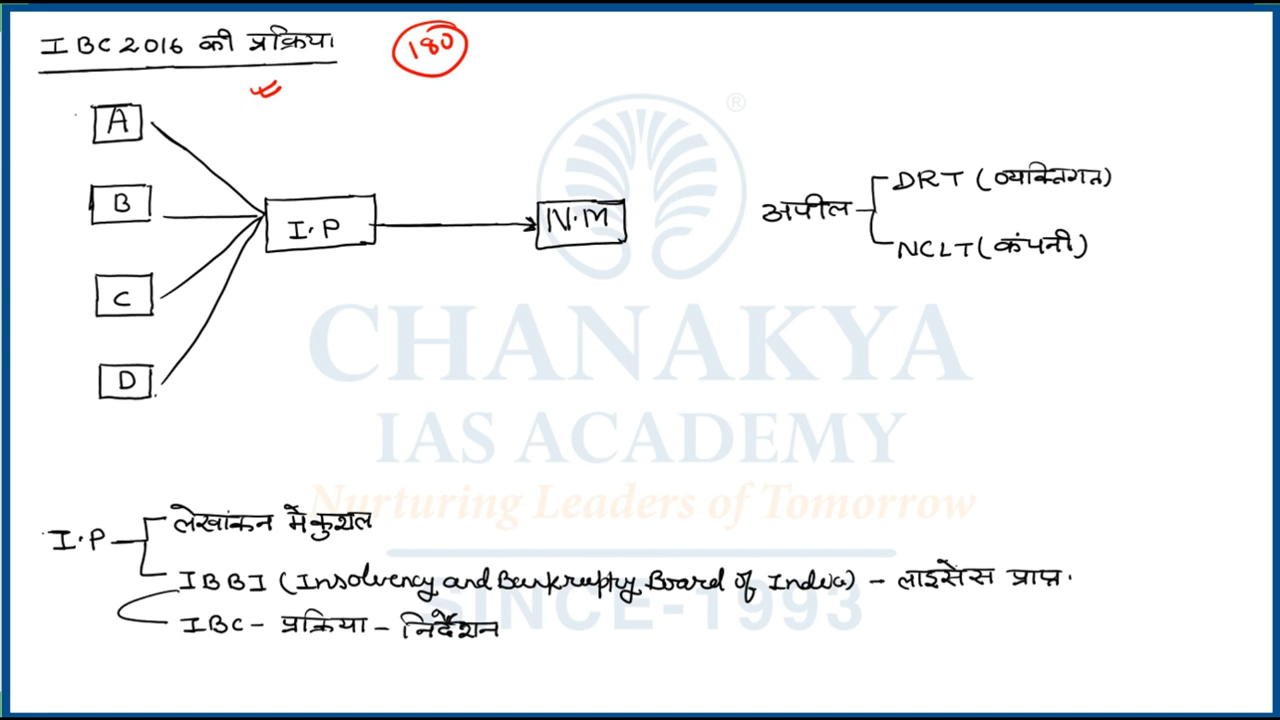 IBC 2016 की प्रक्रिया
180
A
B
C
D
I.P
N.M
अपील
DRT (व्यक्तिगत)
NCLT (कंपनी)
®
CHANAKYA
IAS ACADEMY
Nurturing Leaders of Tomorrow
SINCE-1993
I.P
लेखांकन में कुशल
IBBI (Insolvency and Bankruptcy Board of India) - लाइसेंस प्राप्त.
IBC - प्रक्रिया - निर्देशन